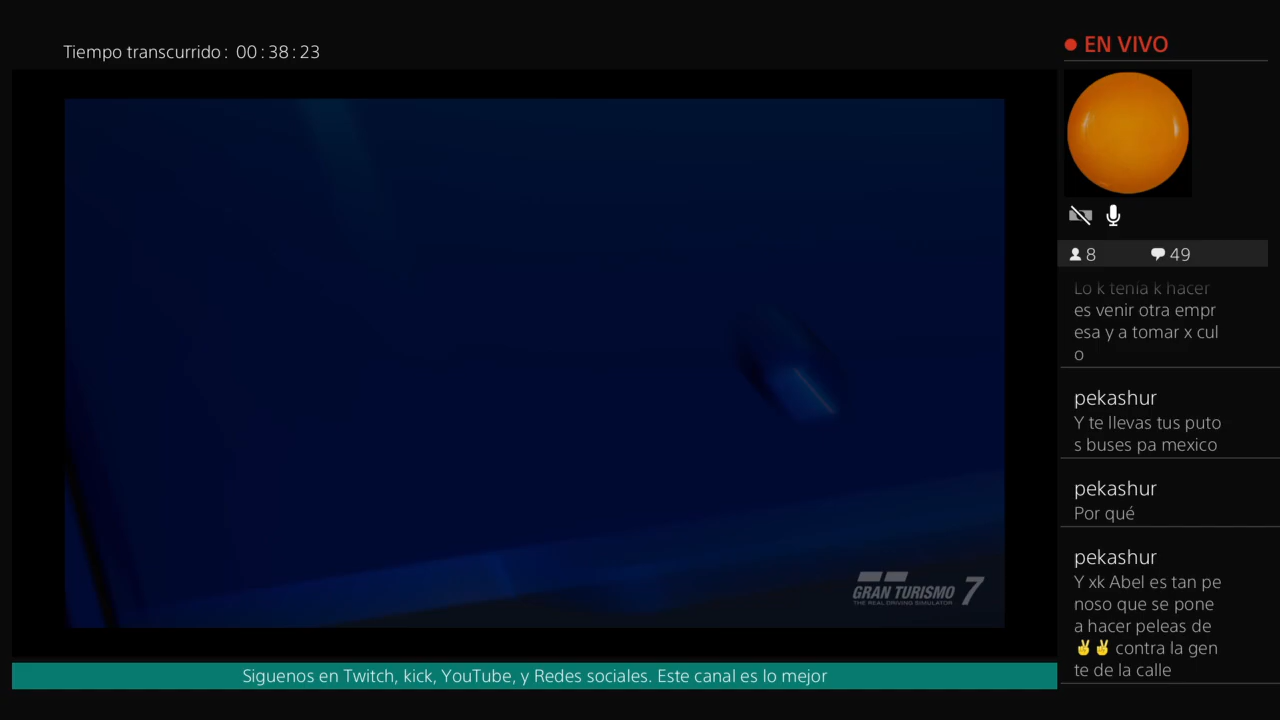 Tiempo transcurrido : 00 : 38 : 23
EN VIVO
8 49
Lo k tenia k hacer
es venir otra empr
esa y a tomar x cul
o
pekashur
Y te llevas tus puto
s buses pa mexico
pekashur
Por qué
pekashur
Y xk Abel es tan pe
noso que se pone
a hacer peleas de
✌✌ contra la gen
te de la calle
GRAN TURISMO 7
THE REAL DRIVING SIMULATOR
Siguenos en Twitch, kick, YouTube, y Redes sociales. Este canal es lo mejor